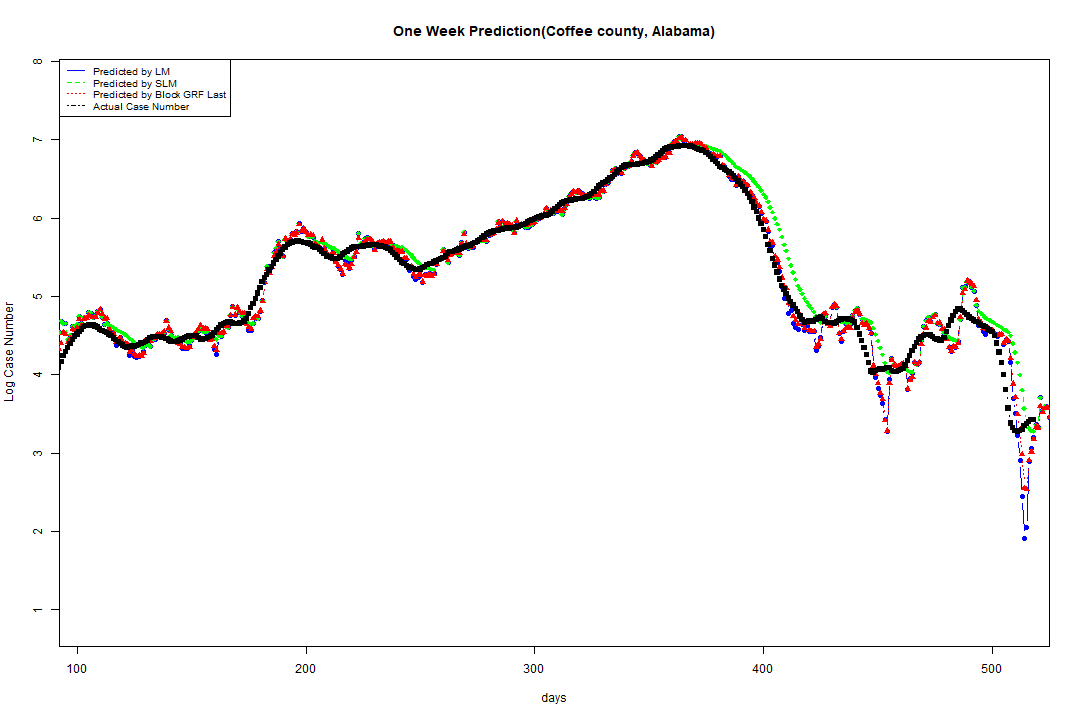 One Week Prediction(Coffee county, Alabama)
Predicted by LM
Predicted by SLM
Predicted by Block GRF Last
Actual Case Number
Log Case Number
8
7
6
5
4
3
2
1
100 200 300 400 500
days